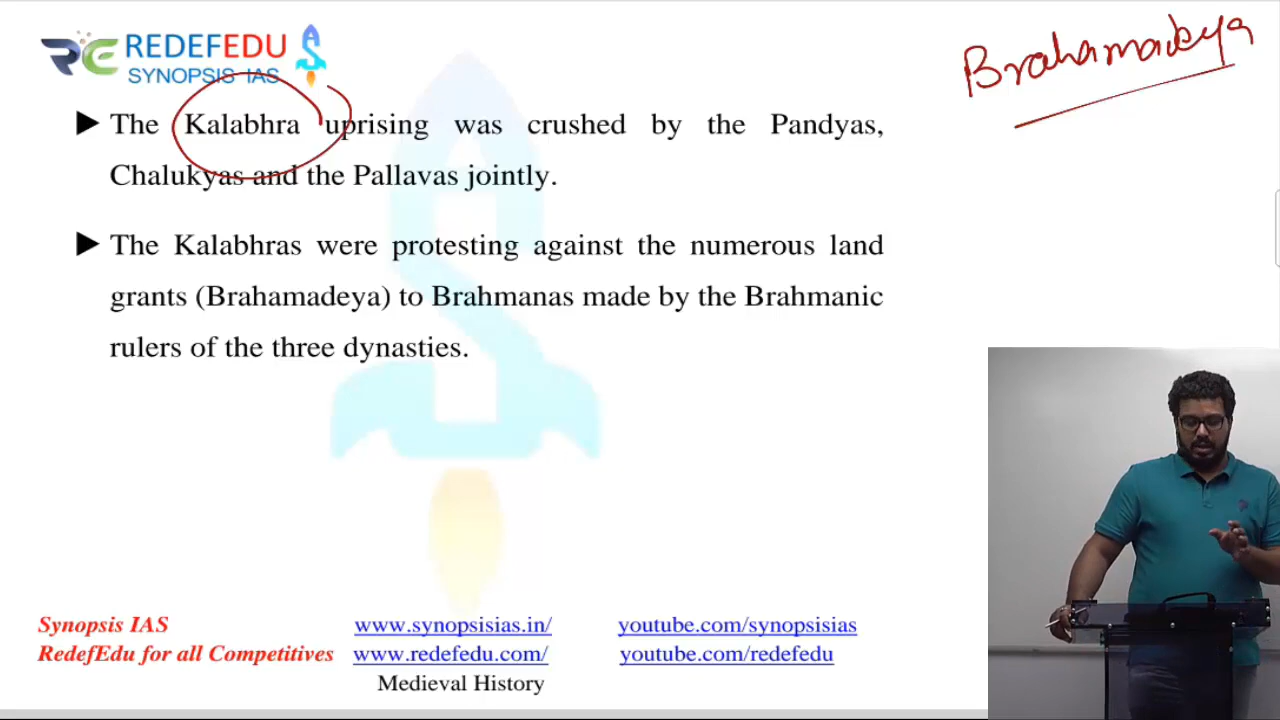 REDEFEDU
SYNOPSIS IAS
Brahamadeya
The Kalabhra uprising was crushed by the Pandyas,
Chalukyas and the Pallavas jointly.
The Kalabhras were protesting against the numerous land
grants (Brahamadeya) to Brahmanas made by the Brahmanic
rulers of the three dynasties.
Synopsis IAS www.synopsisias.in/ youtube.com/synopsisias
RedefEdu for all Competitives www.redefedu.com/ youtube.com/redefedu
Medieval History